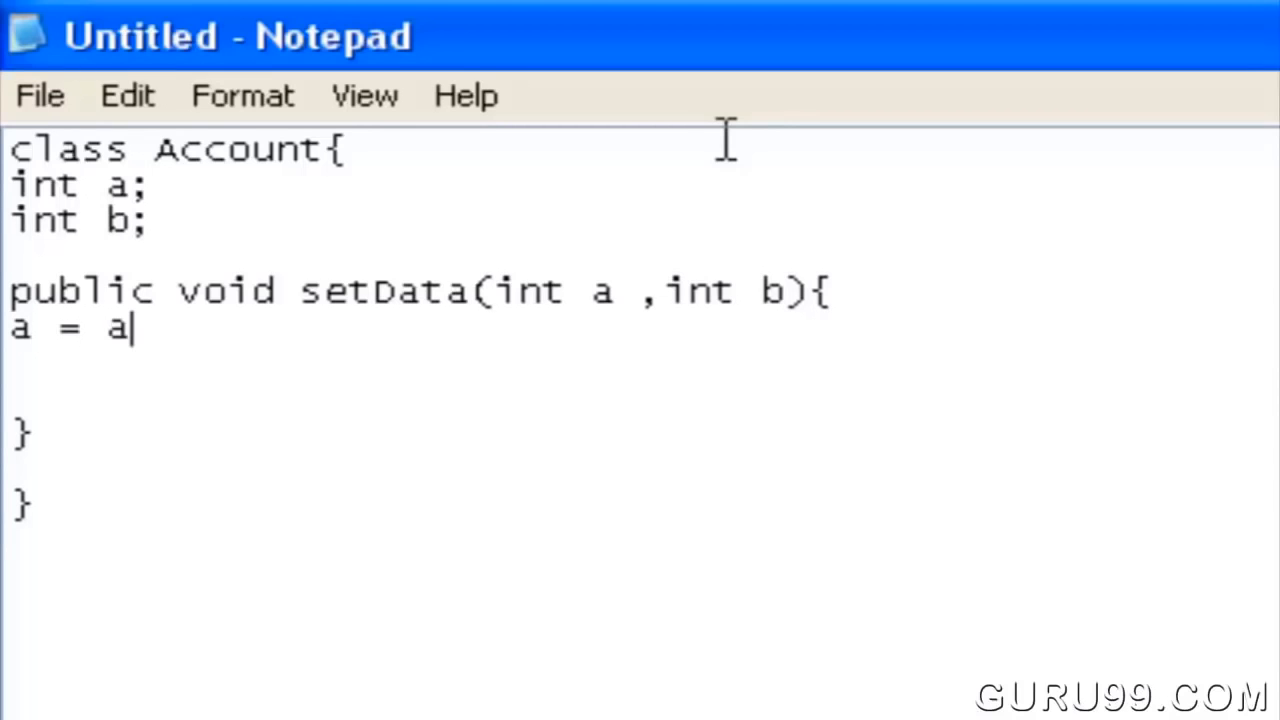 Untitled - Notepad
File Edit Format View Help
class Account{
int a;
int b;
public void setData(int a ,int b){
a = a
}
}
GURU99.COM